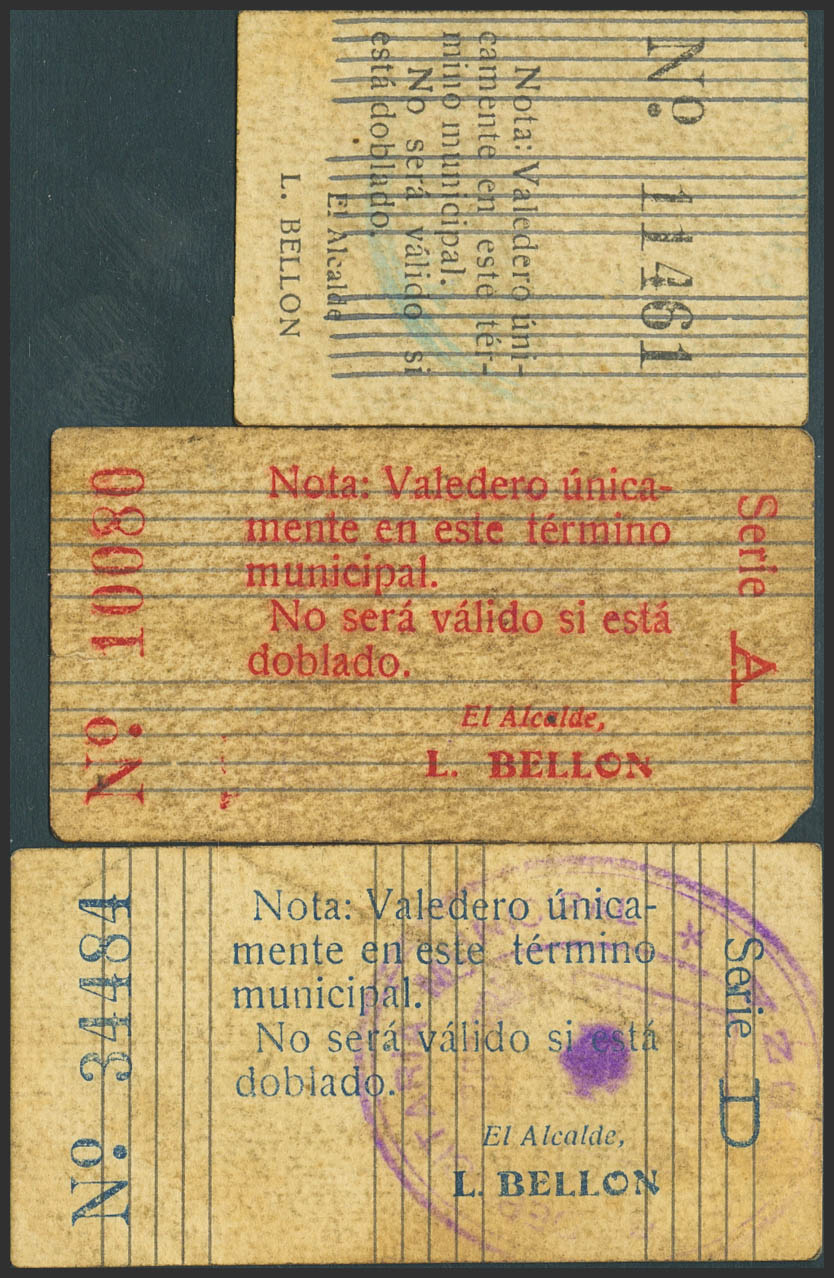 Nº. 11461
Nota: Valedero úni-
camente en este tér-
mino municipal.
No será válido si
está doblado.
El Alcalde
L. BELLON
Nº. 10080
Nota: Valedero única-
mente en este término
municipal.
No será válido si está
doblado.
El Alcalde,
L. BELLON
Serie A
Nº. 34484
Nota: Valedero única-
mente en este término
municipal.
No será válido si está
doblado.
El Alcalde,
L. BELLON
Serie D